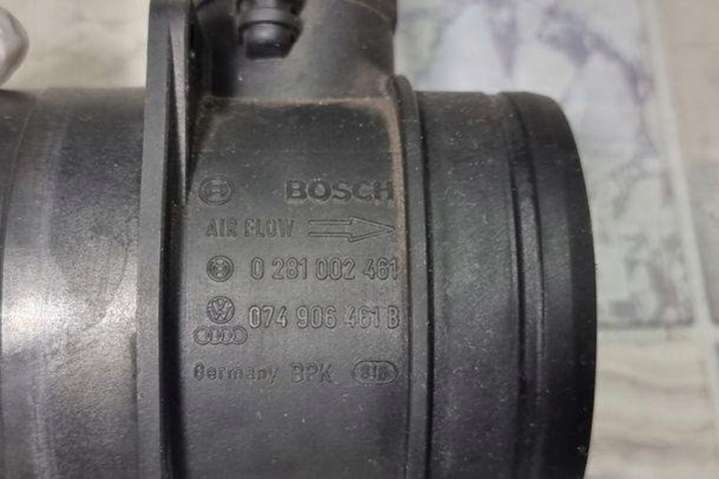 BOSCH
AIR FLOW
0 281 002 461
074 906 461 B
Germany BPK